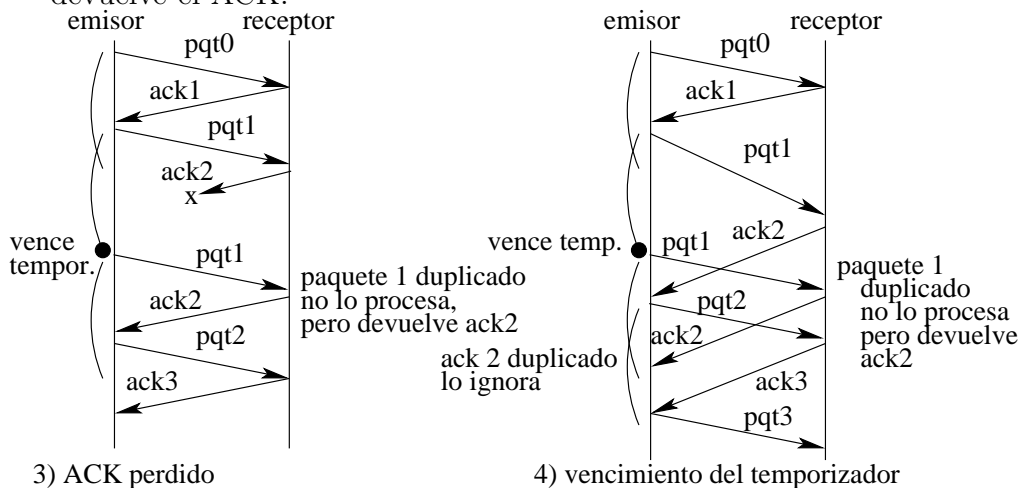 devuelve el ACK.
emisor
receptor
pqt0
ack1
pqt1
ack2
x
vence
tempor.
pqt1
paquete 1 duplicado
no lo procesa,
pero devuelve ack2
ack2
pqt2
ack3
3) ACK perdido
emisor
receptor
pqt0
ack1
pqt1
ack2
vence temp.
pqt1
paquete 1
duplicado
no lo procesa
pero devuelve
ack2
pqt2
ack2
ack 2 duplicado
lo ignora
ack3
pqt3
4) vencimiento del temporizador